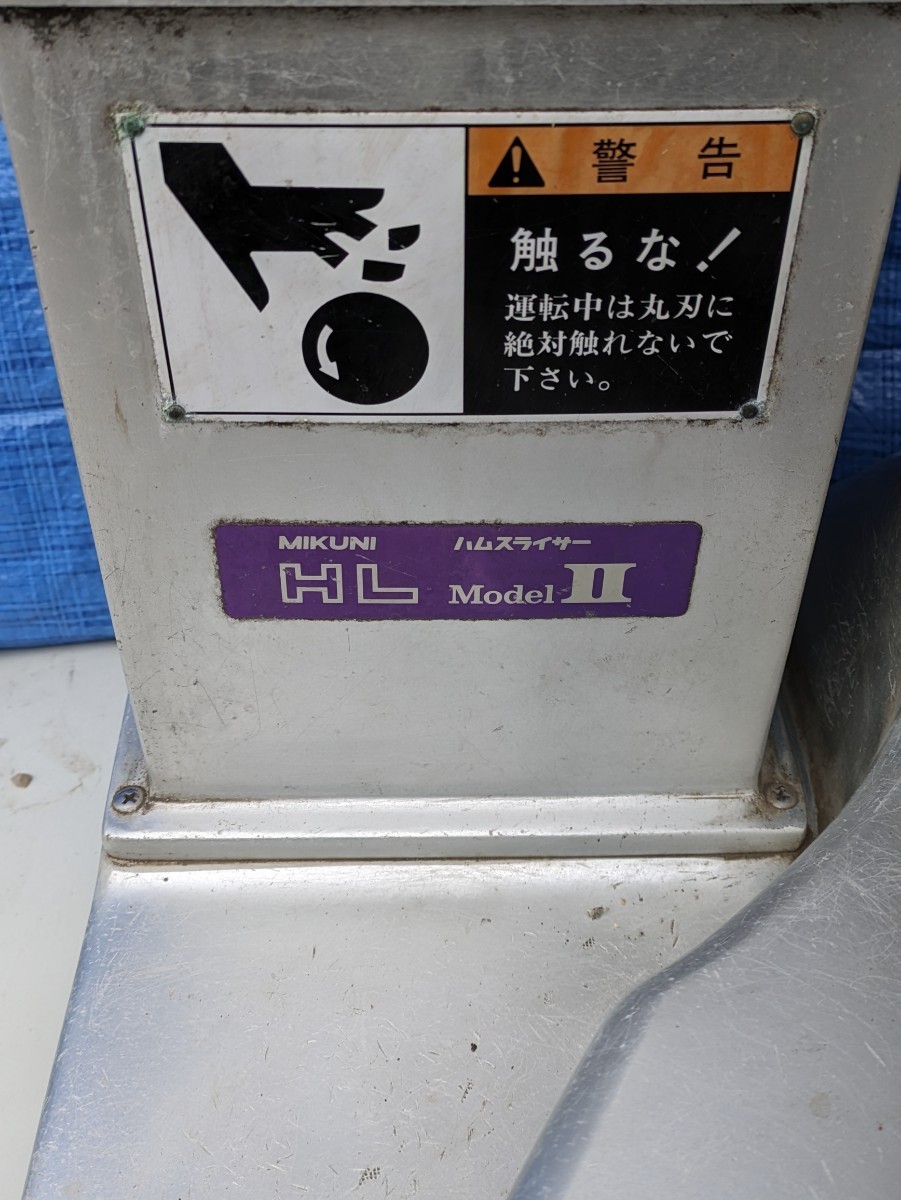 警告
触るな!
運転中は丸刃に
絶対触れないで
下さい。
MIKUNI ハムスライサー
HL Model II